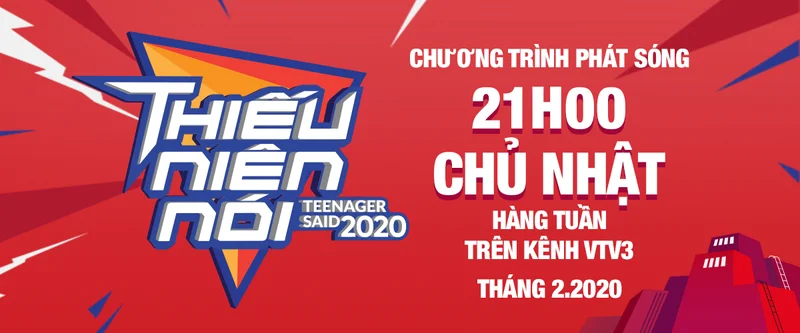 THIẾU
NIÊN
NÓI
TEENAGER
SAID 2020
CHƯƠNG TRÌNH PHÁT SÓNG
21H00
CHỦ NHẬT
HÀNG TUẦN
TRÊN KÊNH VTV3
THÁNG 2.2020